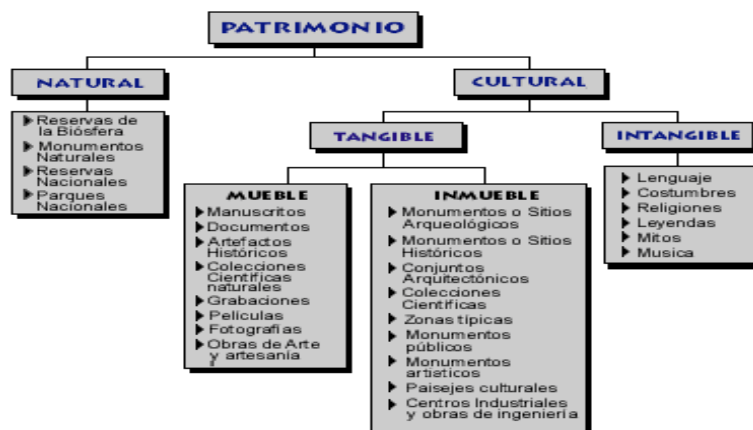 PATRIMONIO
NATURAL
Reservas de
la Biósfera
Monumentos
Naturales
Reservas
Nacionales
Parques
Nacionales
CULTURAL
TANGIBLE
MUEBLE
Manuscritos
Documentos
Artefactos
Históricos
Colecciones
Científicas
naturales
Grabaciones
Películas
Fotografías
Obras de Arte
y artesanía
INMUEBLE
Monumentos o Sitios
Arqueológicos
Monumentos o Sitios
Históricos
Conjuntos
Arquitectónicos
Colecciones
Científicas
Zonas típicas
Monumentos
públicos
Monumentos
artísticos
Paisejes culturales
Centros Industriales
y obras de ingeniería
INTANGIBLE
Lenguaje
Costumbres
Religiones
Leyendas
Mitos
Musica